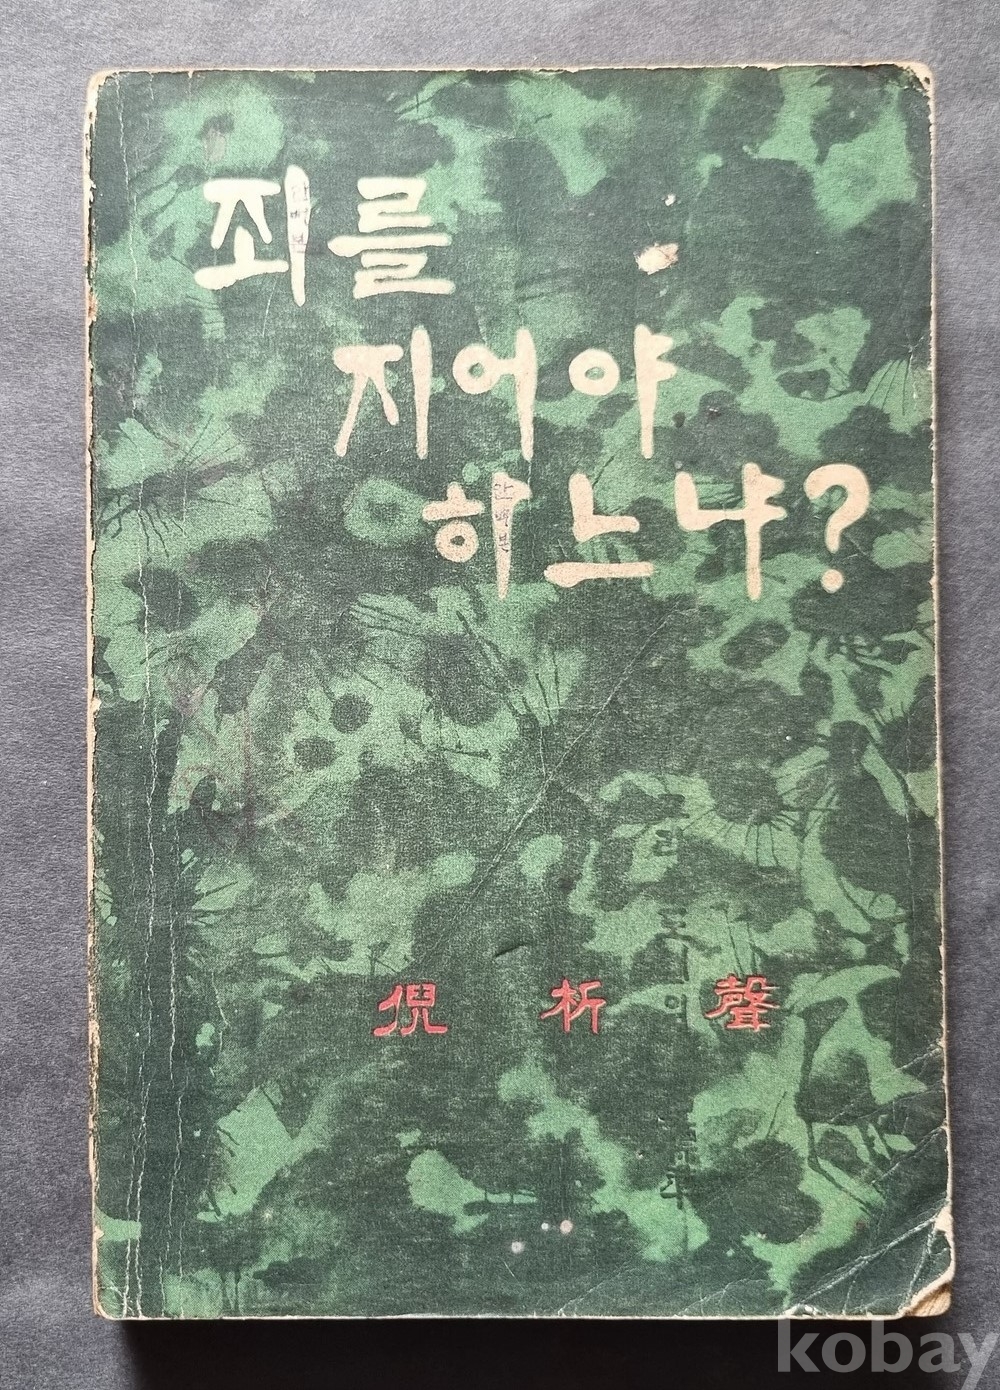 죄를
지어야
하느냐?
倪 析 聲
kobay